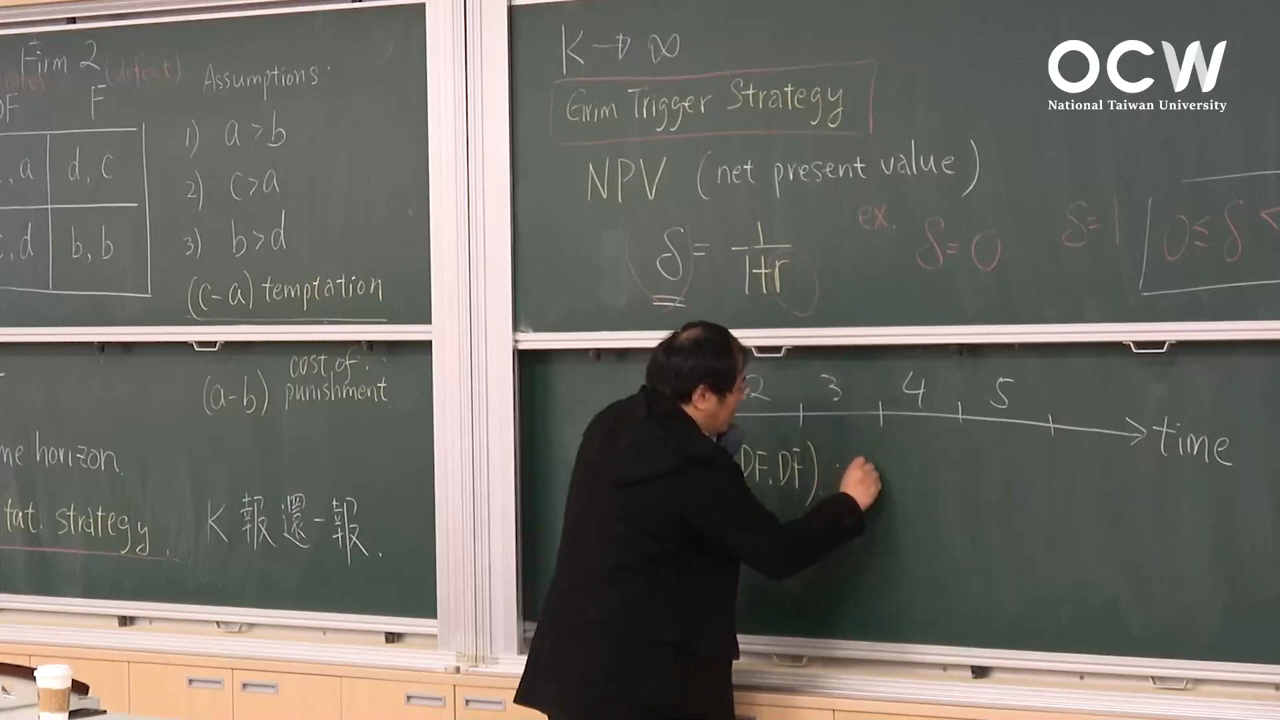 Firm 2
(defect)
F
, a
d, c
, d
b, b
Assumptions:
1) a>b
2) c>a
3) b>d
(c-a) temptation
(a-b) cost of punishment
me horizon.
tat. strategy.
K 報還一報.
K→∞
Grim Trigger Strategy
NPV (net present value)
δ = 1/1+r
ex. δ=0
δ=1
0≤δ<
2 3 4 5
time
DF, DF)
OCW
National Taiwan University